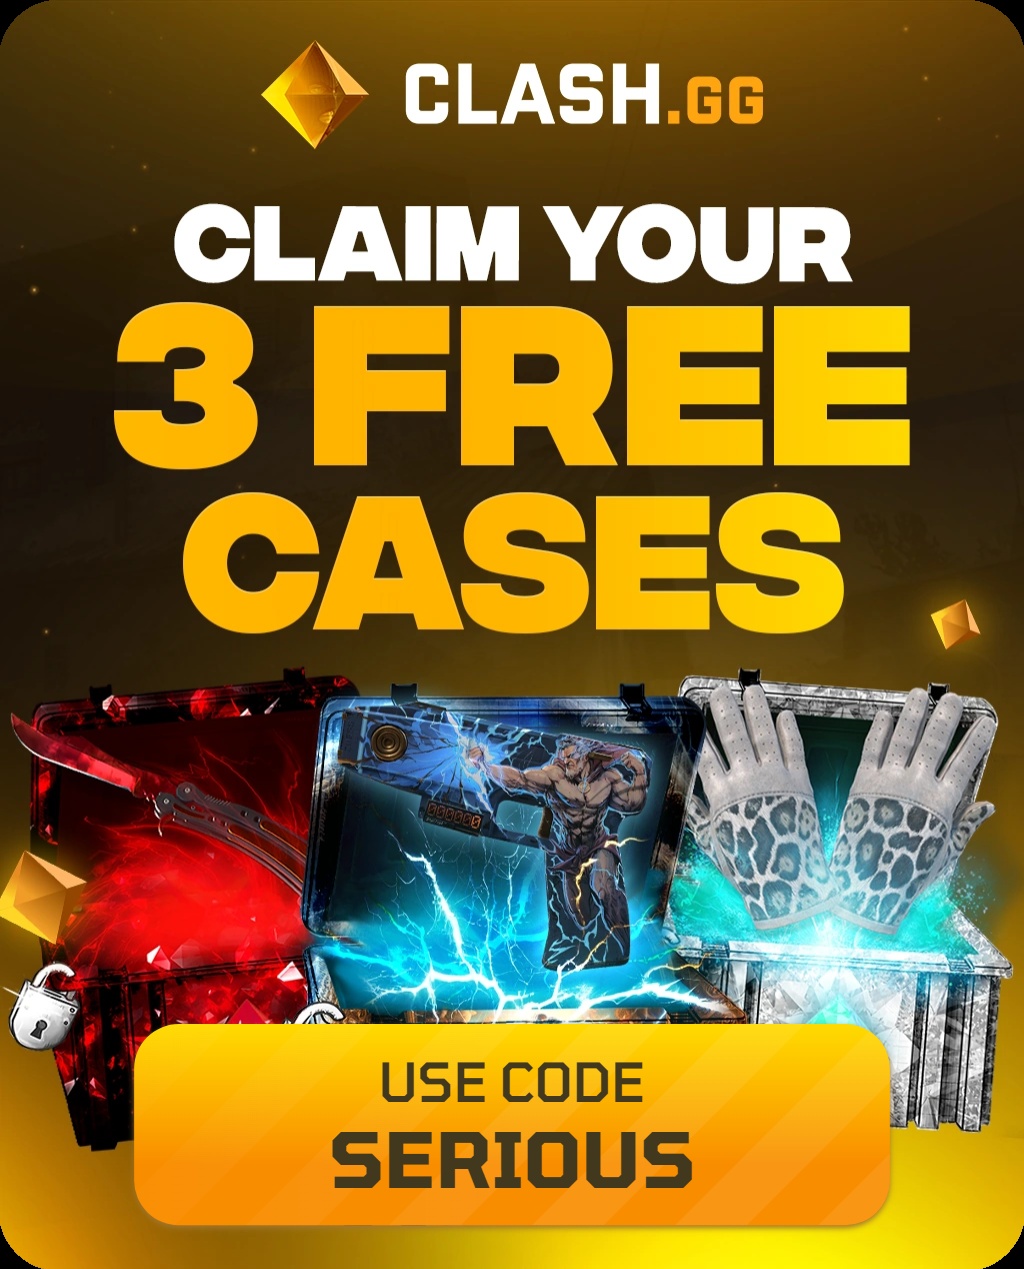 CLASH.GG
CLAIM YOUR
3 FREE
CASES
USE CODE
SERIOUS